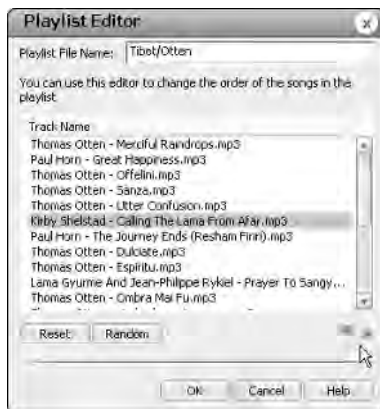 Playlist Editor
Playlist File Name: Tibet/Otten
You can use this editor to change the order of the songs in the
playlist
Track Name
Thomas Otten - Merciful Raindrops.mp3
Paul Horn - Great Happiness.mp3
Thomas Otten - Offelini.mp3
Thomas Otten - Sanza.mp3
Thomas Otten - Utter Confusion.mp3
Kirby Shelstad - Calling The Lama From Afar.mp3
Paul Horn - The Journey Ends (Resham Firiri).mp3
Thomas Otten - Dulciate.mp3
Thomas Otten - Espiritu.mp3
Lama Gyurme And Jean-Philippe Rykiel - Prayer To Sangy...
Thomas Otten - Ombra Mai Fu.mp3
Reset Random
OK Cancel Help